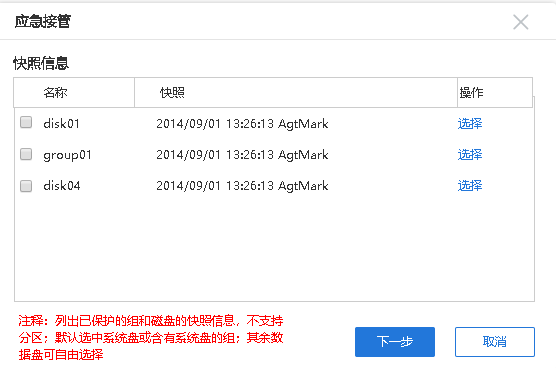 应急接管
快照信息
名称 快照 操作
disk01 2014/09/01 13:26:13 AgtMark 选择
group01 2014/09/01 13:26:13 AgtMark 选择
disk04 2014/09/01 13:26:13 AgtMark 选择
注释：列出已保护的组和磁盘的快照信息，不支持
分区；默认选中系统盘或含有系统盘的组；其余数
据盘可自由选择
下一步 取消